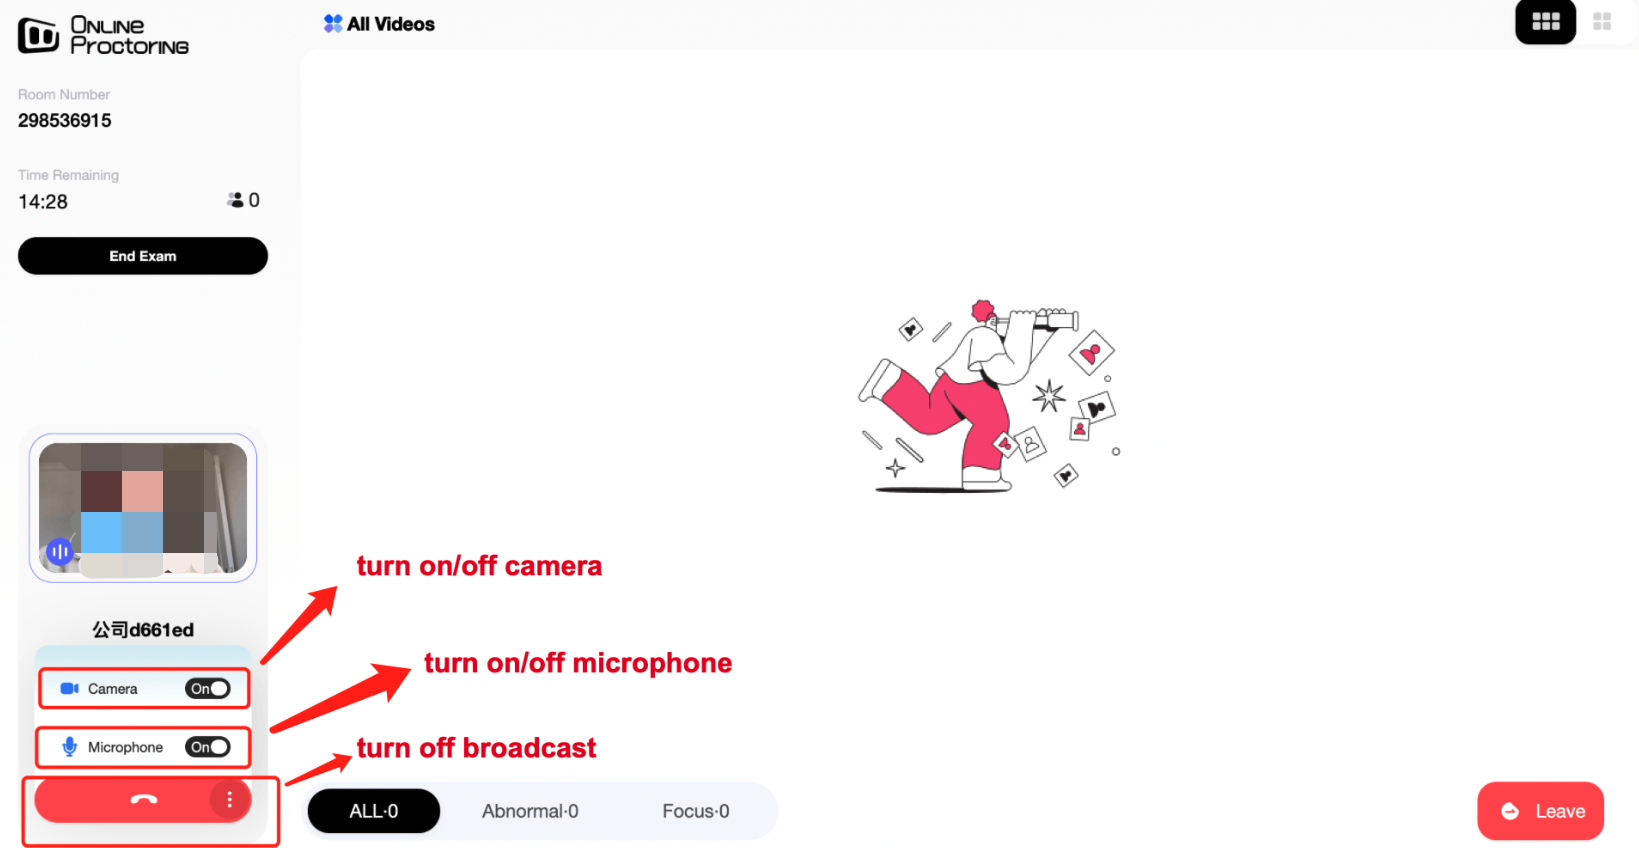 Online
Proctoring
All Videos
Room Number
298536915
Time Remaining
14:28
0
End Exam
turn on/off camera
公司d661ed
turn on/off microphone
Camera
On
Microphone
On
turn off broadcast
ALL·0
Abnormal·0
Focus·0
Leave